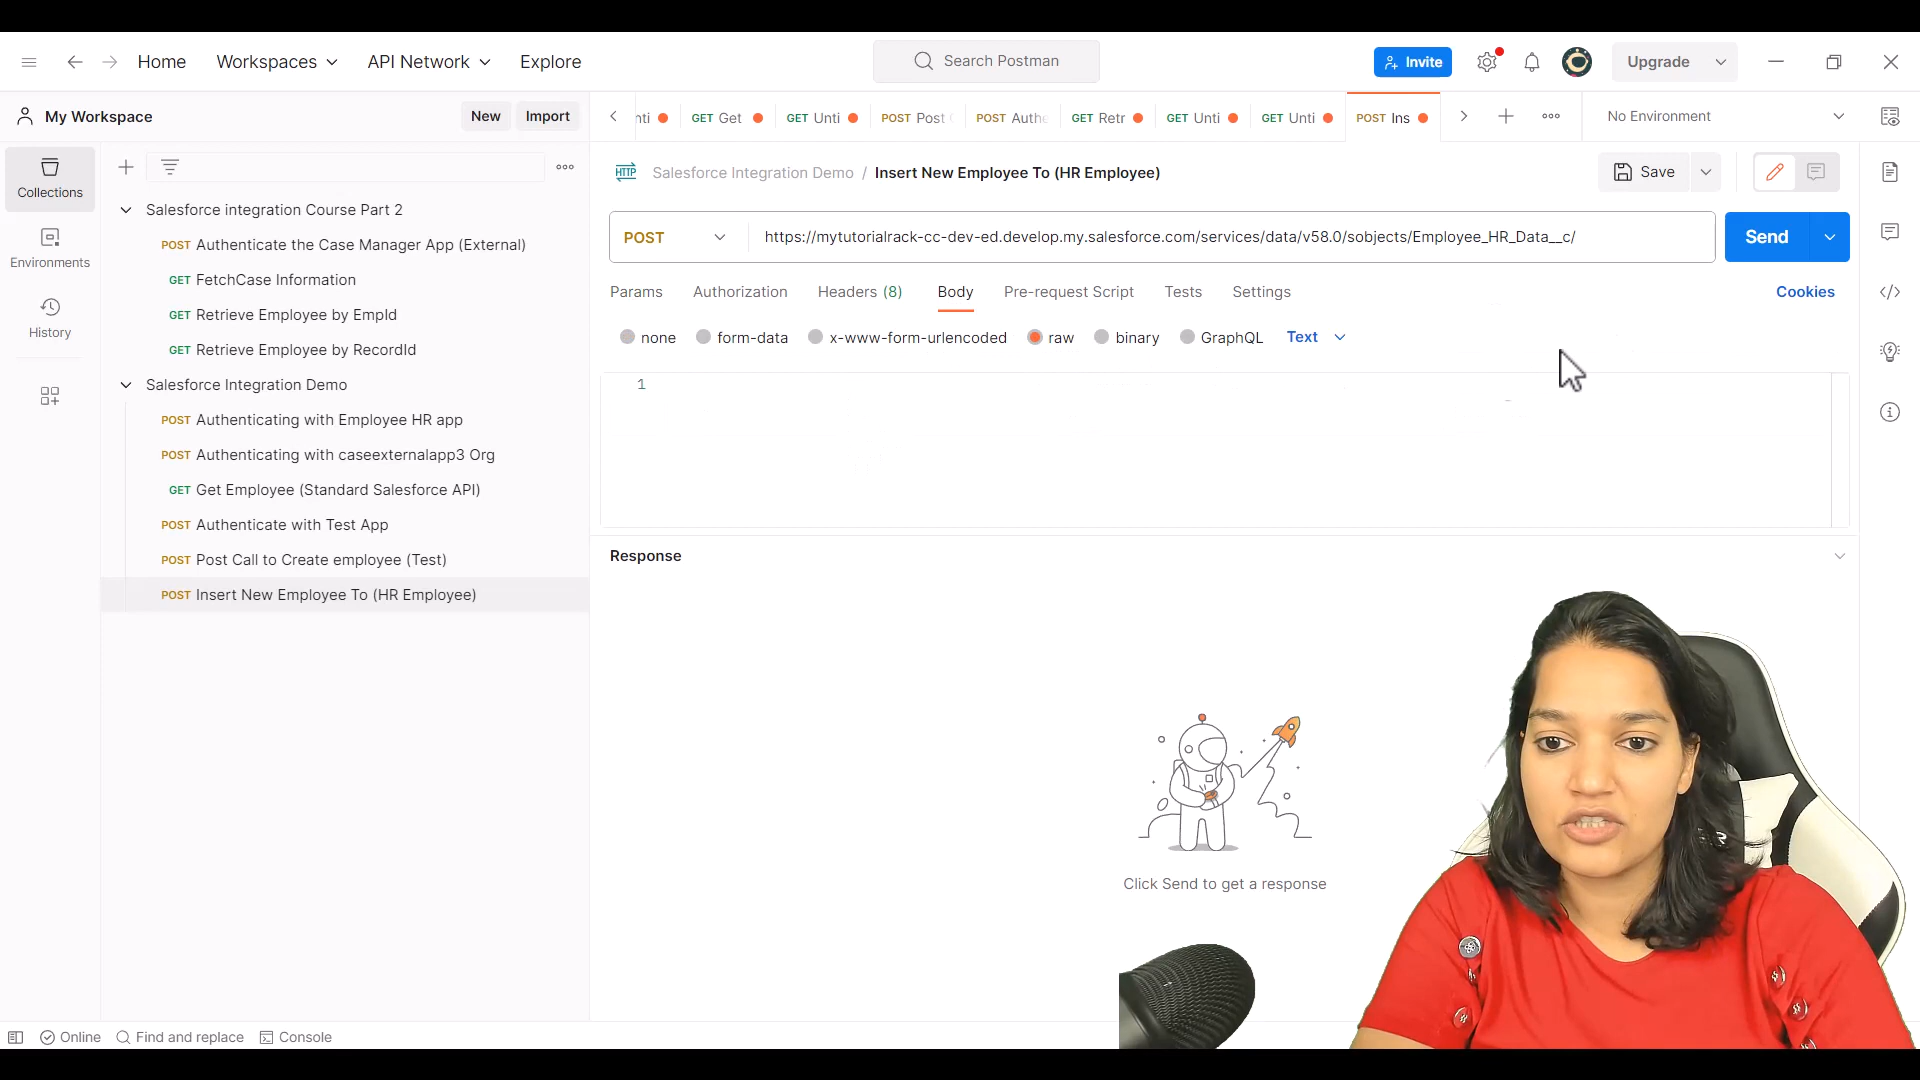 Home Workspaces API Network Explore Search Postman Invite Upgrade
My Workspace New Import nti GET Get GET Unti POST Post POST Authe GET Retr GET Unti GET Unti POST Ins No Environment
Collections
Environments
History
Salesforce integration Course Part 2
POST Authenticate the Case Manager App (External)
GET FetchCase Information
GET Retrieve Employee by EmpId
GET Retrieve Employee by RecordId
Salesforce Integration Demo
POST Authenticating with Employee HR app
POST Authenticating with caseexternalapp3 Org
GET Get Employee (Standard Salesforce API)
POST Authenticate with Test App
POST Post Call to Create employee (Test)
POST Insert New Employee To (HR Employee)
HTTP Salesforce Integration Demo / Insert New Employee To (HR Employee) Save
POST https://mytutorialrack-cc-dev-ed.develop.my.salesforce.com/services/data/v58.0/sobjects/Employee_HR_Data__c/ Send
Params Authorization Headers (8) Body Pre-request Script Tests Settings Cookies
none form-data x-www-form-urlencoded raw binary GraphQL Text
1
Response
Click Send to get a response
Online Find and replace Console